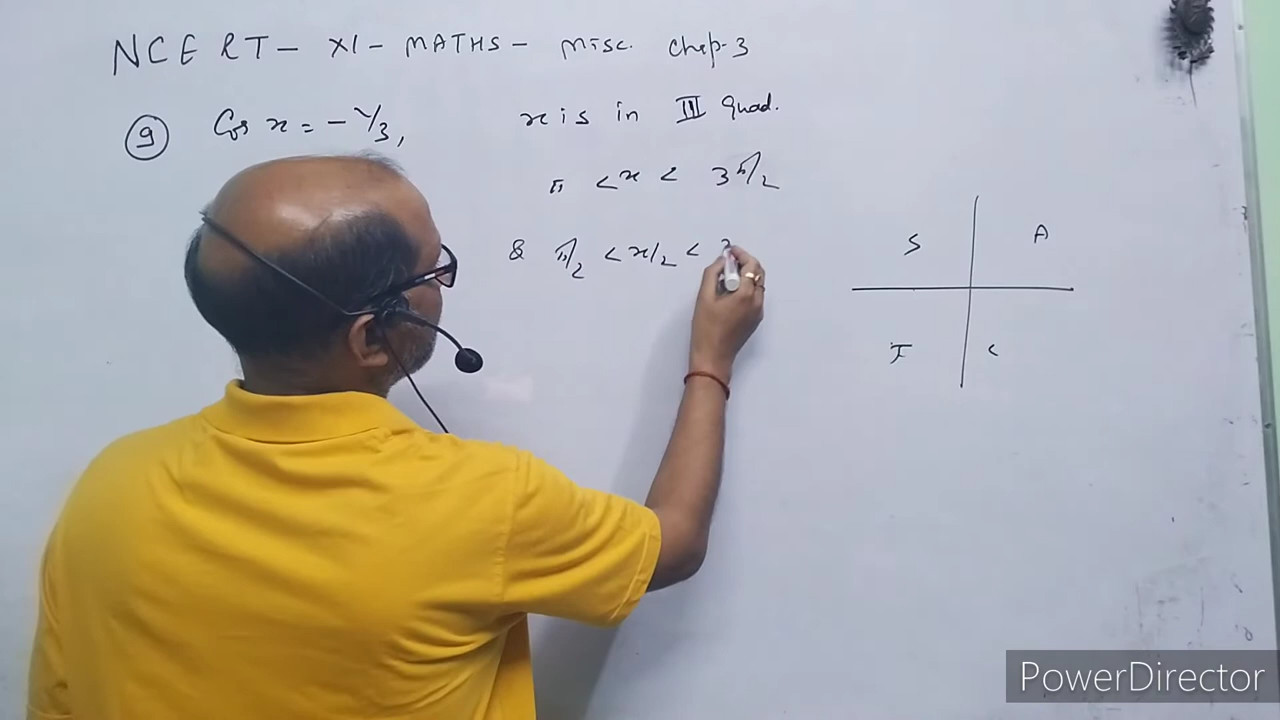 NCERT - XI - MATHS - Misc. Chap-3
9 Cos x = - 1/3, x is in III Quad.
π < x < 3π/2
& π/2 < x/2 <
S A
T C
PowerDirector